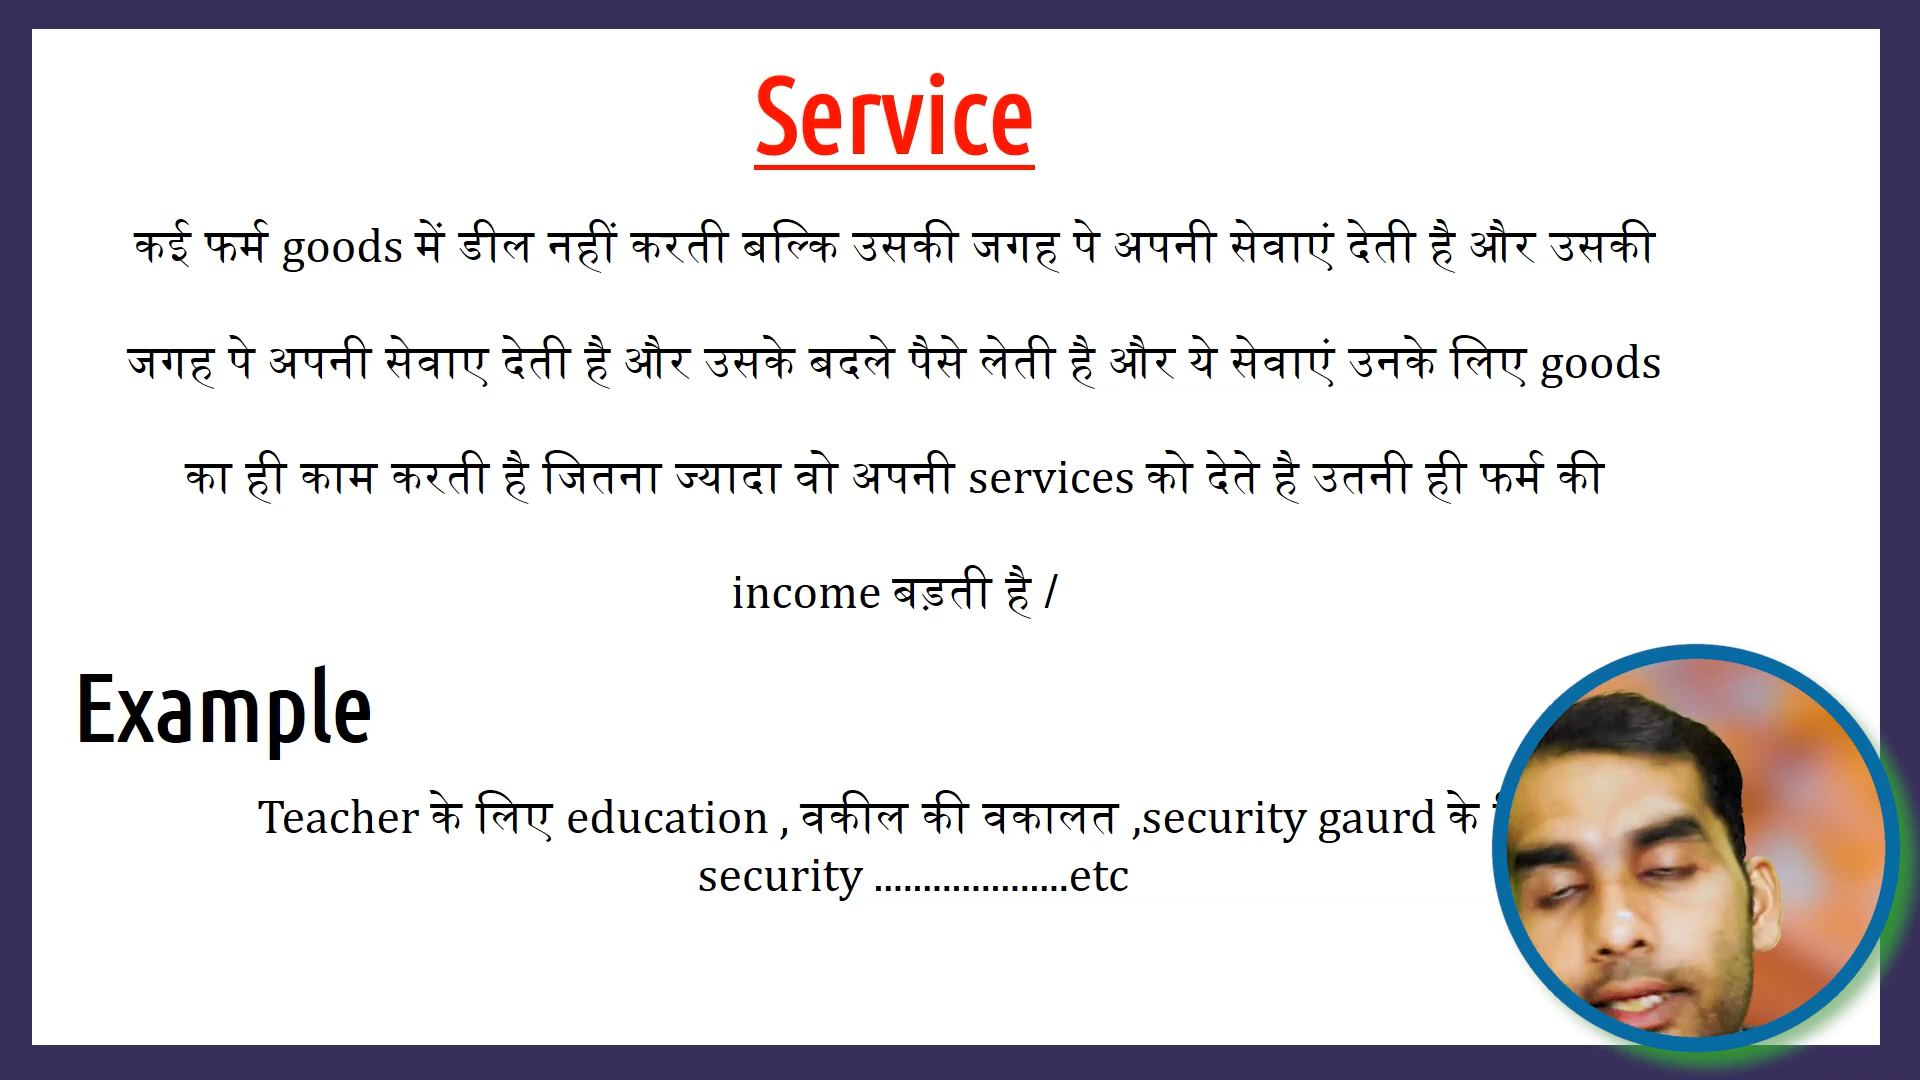 Service
कई फर्म goods में डील नहीं करती बल्कि उसकी जगह पे अपनी सेवाएं देती है और उसकी
जगह पे अपनी सेवाए देती है और उसके बदले पैसे लेती है और ये सेवाएं उनके लिए goods
का ही काम करती है जितना ज्यादा वो अपनी services को देते है उतनी ही फर्म की
income बड़ती है /
Example
Teacher के लिए education , वकील की वकालत ,security gaurd के
security ....................etc